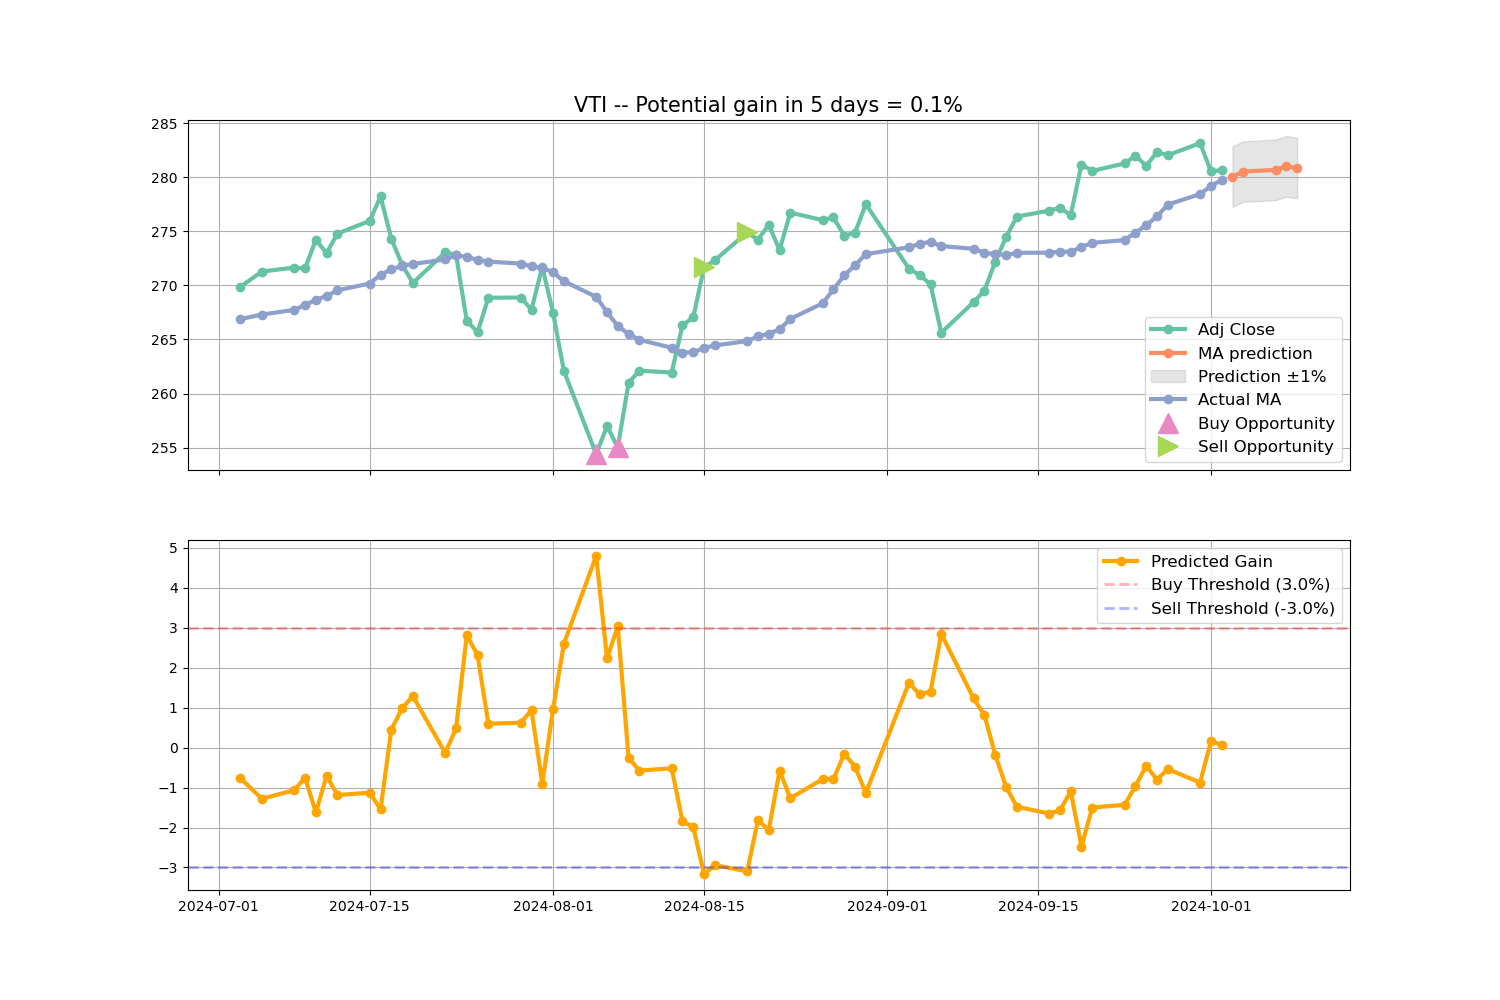 VTI -- Potential gain in 5 days = 0.1%
285
280
275
270
265
260
255
Adj Close
MA prediction
Prediction ±1%
Actual MA
Buy Opportunity
Sell Opportunity
5
4
3
2
1
0
−1
−2
−3
Predicted Gain
Buy Threshold (3.0%)
Sell Threshold (-3.0%)
2024-07-01 2024-07-15 2024-08-01 2024-08-15 2024-09-01 2024-09-15 2024-10-01